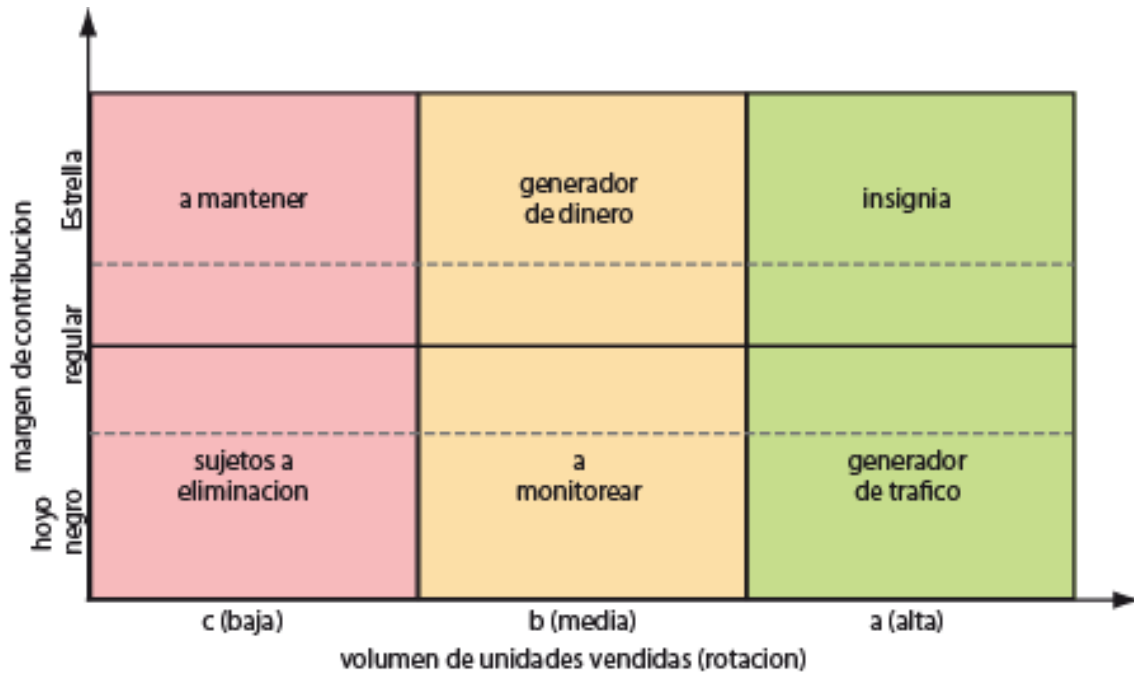 margen de contribucion
Estrella
regular
hoyo
negro
a mantener
generador
de dinero
insignia
sujetos a
eliminacion
a
monitorear
generador
de trafico
c (baja)
b (media)
a (alta)
volumen de unidades vendidas (rotacion)